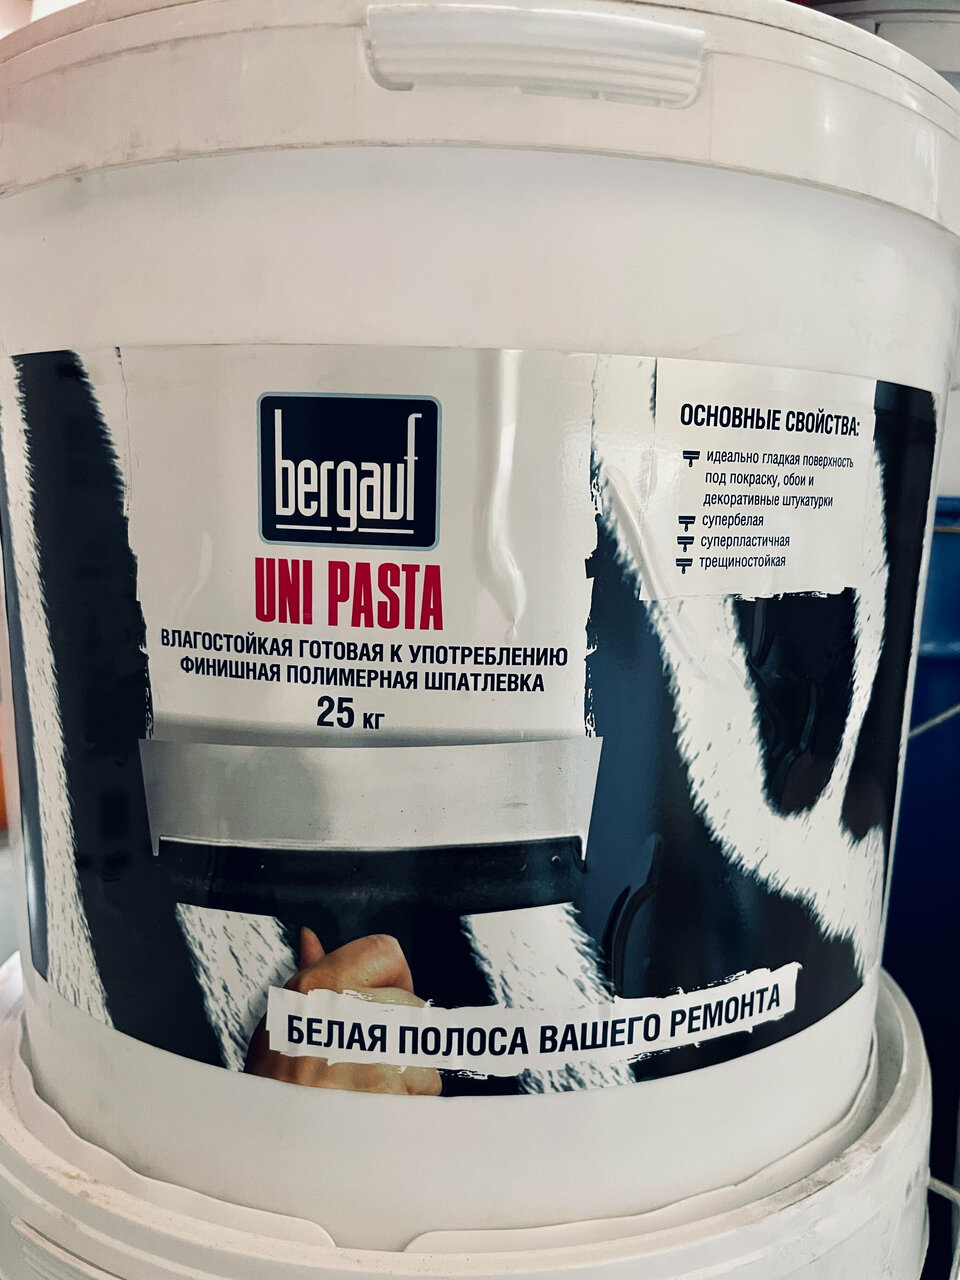 bergauf
UNI PASTA
ВЛАГОСТОЙКАЯ ГОТОВАЯ К УПОТРЕБЛЕНИЮ
ФИНИШНАЯ ПОЛИМЕРНАЯ ШПАТЛЕВКА
25 кг
ОСНОВНЫЕ СВОЙСТВА:
идеально гладкая поверхность
под покраску, обои и
декоративные штукатурки
супербелая
суперпластичная
трещиностойкая
БЕЛАЯ ПОЛОСА ВАШЕГО РЕМОНТА